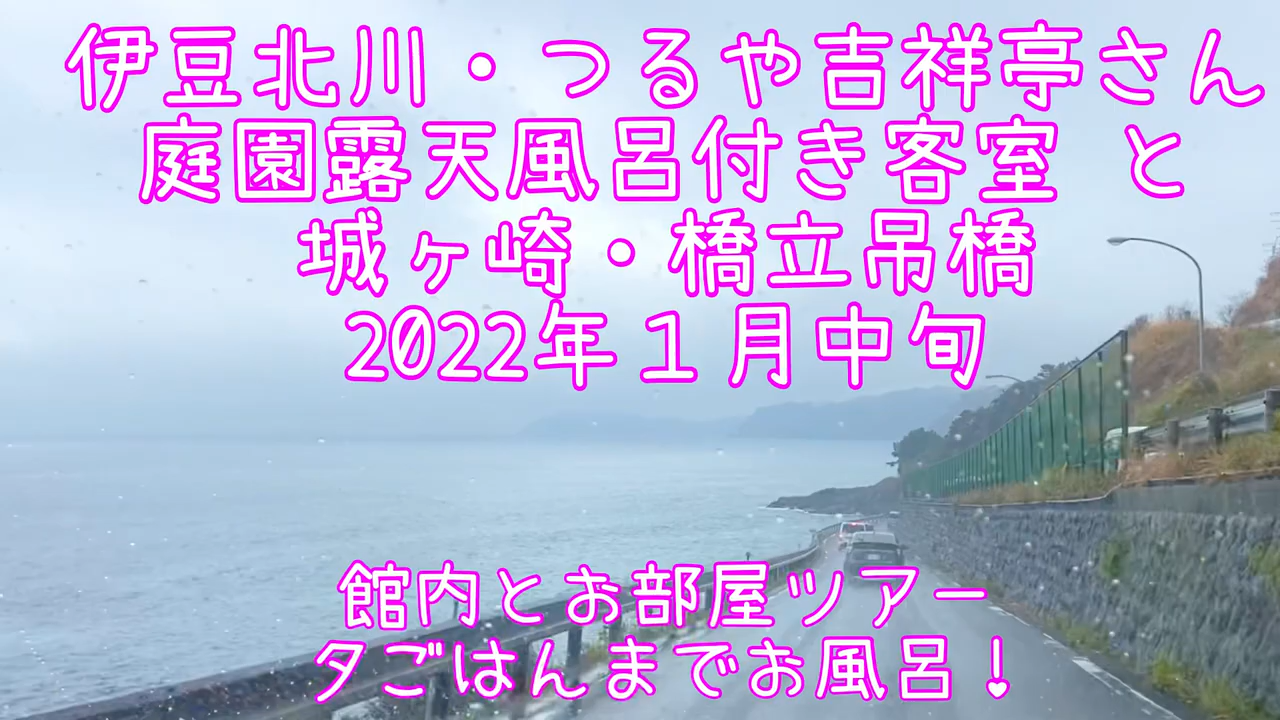 伊豆北川・つるや吉祥亭さん
庭園露天風呂付き客室 と
城ヶ崎・橋立吊橋
2022年１月中旬
館内とお部屋ツアー
夕ごはんまでお風呂！